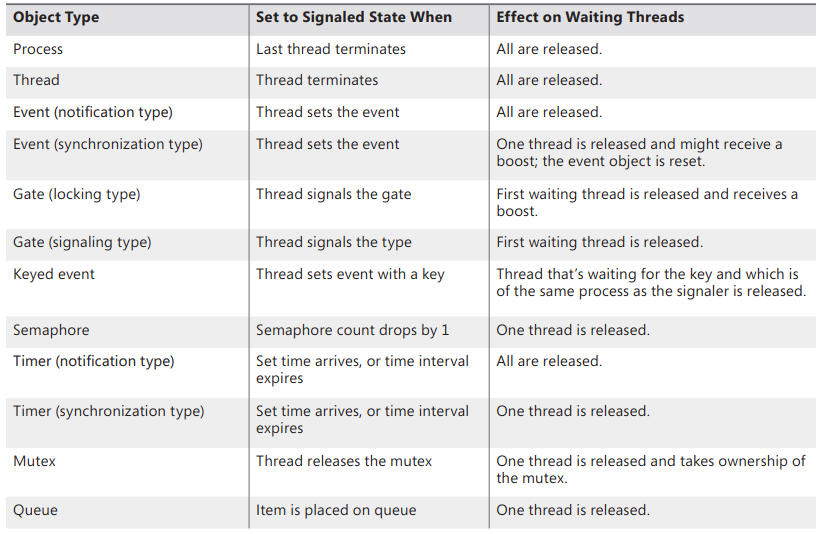 Object Type Set to Signaled State When Effect on Waiting Threads
Process Last thread terminates All are released.
Thread Thread terminates All are released.
Event (notification type) Thread sets the event All are released.
Event (synchronization type) Thread sets the event One thread is released and might receive a
boost; the event object is reset.
Gate (locking type) Thread signals the gate First waiting thread is released and receives a
boost.
Gate (signaling type) Thread signals the type First waiting thread is released.
Keyed event Thread sets event with a key Thread that’s waiting for the key and which is
of the same process as the signaler is released.
Semaphore Semaphore count drops by 1 One thread is released.
Timer (notification type) Set time arrives, or time interval All are released.
expires
Timer (synchronization type) Set time arrives, or time interval One thread is released.
expires
Mutex Thread releases the mutex One thread is released and takes ownership of
the mutex.
Queue Item is placed on queue One thread is released.